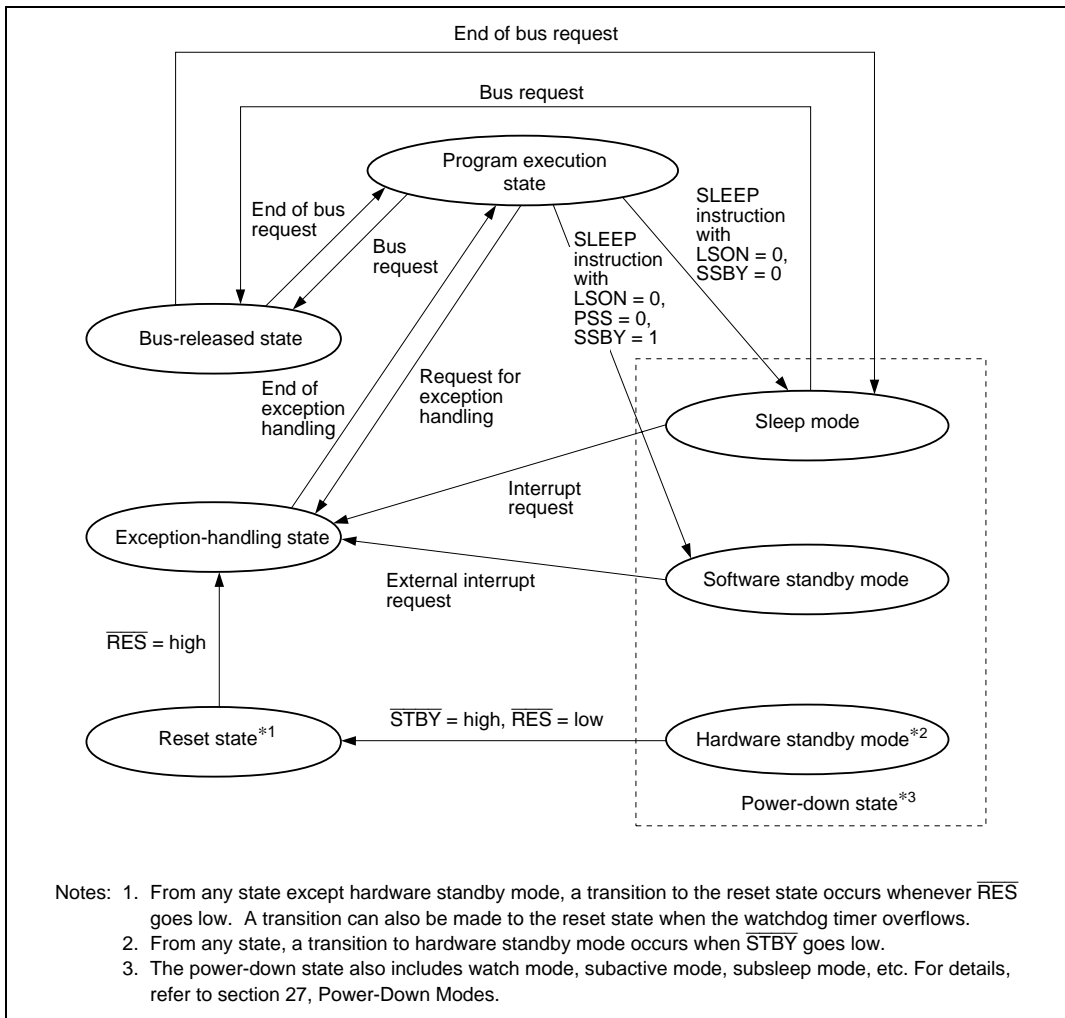 End of bus request
Bus request
Program execution
state
End of bus
request
Bus
request
SLEEP
instruction
with
LSON = 0,
PSS = 0,
SSBY = 1
SLEEP
instruction
with
LSON = 0,
SSBY = 0
Bus-released state
End of
exception
handling
Request for
exception
handling
Sleep mode
Interrupt
request
Exception-handling state
External interrupt
request
Software standby mode
R̅E̅S̅ = high
S̅T̅B̅Y̅ = high, R̅E̅S̅ = low
Reset state*1
Hardware standby mode*2
Power-down state*3
Notes: 1. From any state except hardware standby mode, a transition to the reset state occurs whenever R̅E̅S̅
goes low. A transition can also be made to the reset state when the watchdog timer overflows.
2. From any state, a transition to hardware standby mode occurs when S̅T̅B̅Y̅ goes low.
3. The power-down state also includes watch mode, subactive mode, subsleep mode, etc. For details,
refer to section 27, Power-Down Modes.